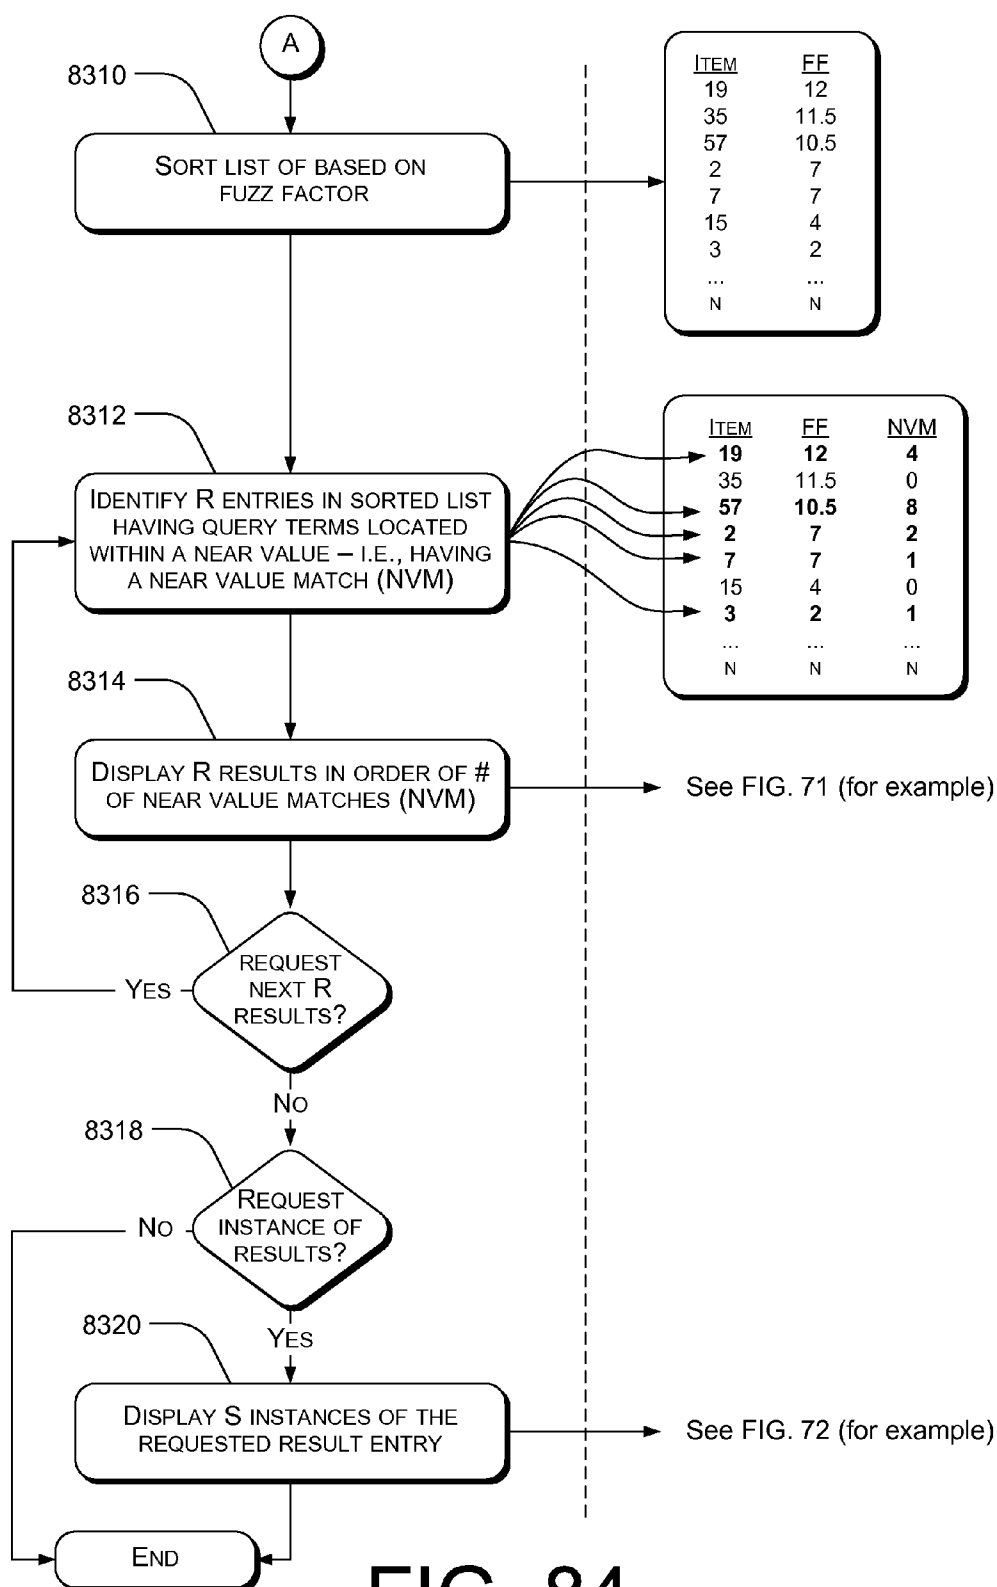 A
8310
SORT LIST OF BASED ON
FUZZ FACTOR
ITEM FF
19 12
35 11.5
57 10.5
2 7
7 7
15 4
3 2
... ...
N N
8312
IDENTIFY R ENTRIES IN SORTED LIST
HAVING QUERY TERMS LOCATED
WITHIN A NEAR VALUE – I.E., HAVING
A NEAR VALUE MATCH (NVM)
ITEM FF NVM
19 12 4
35 11.5 0
57 10.5 8
2 7 2
7 7 1
15 4 0
3 2 1
... ... ...
N N N
8314
DISPLAY R RESULTS IN ORDER OF #
OF NEAR VALUE MATCHES (NVM)
See FIG. 71 (for example)
8316
REQUEST
NEXT R
RESULTS?
YES
NO
8318
REQUEST
INSTANCE OF
RESULTS?
NO
YES
8320
DISPLAY S INSTANCES OF THE
REQUESTED RESULT ENTRY
See FIG. 72 (for example)
END
FIG. 84